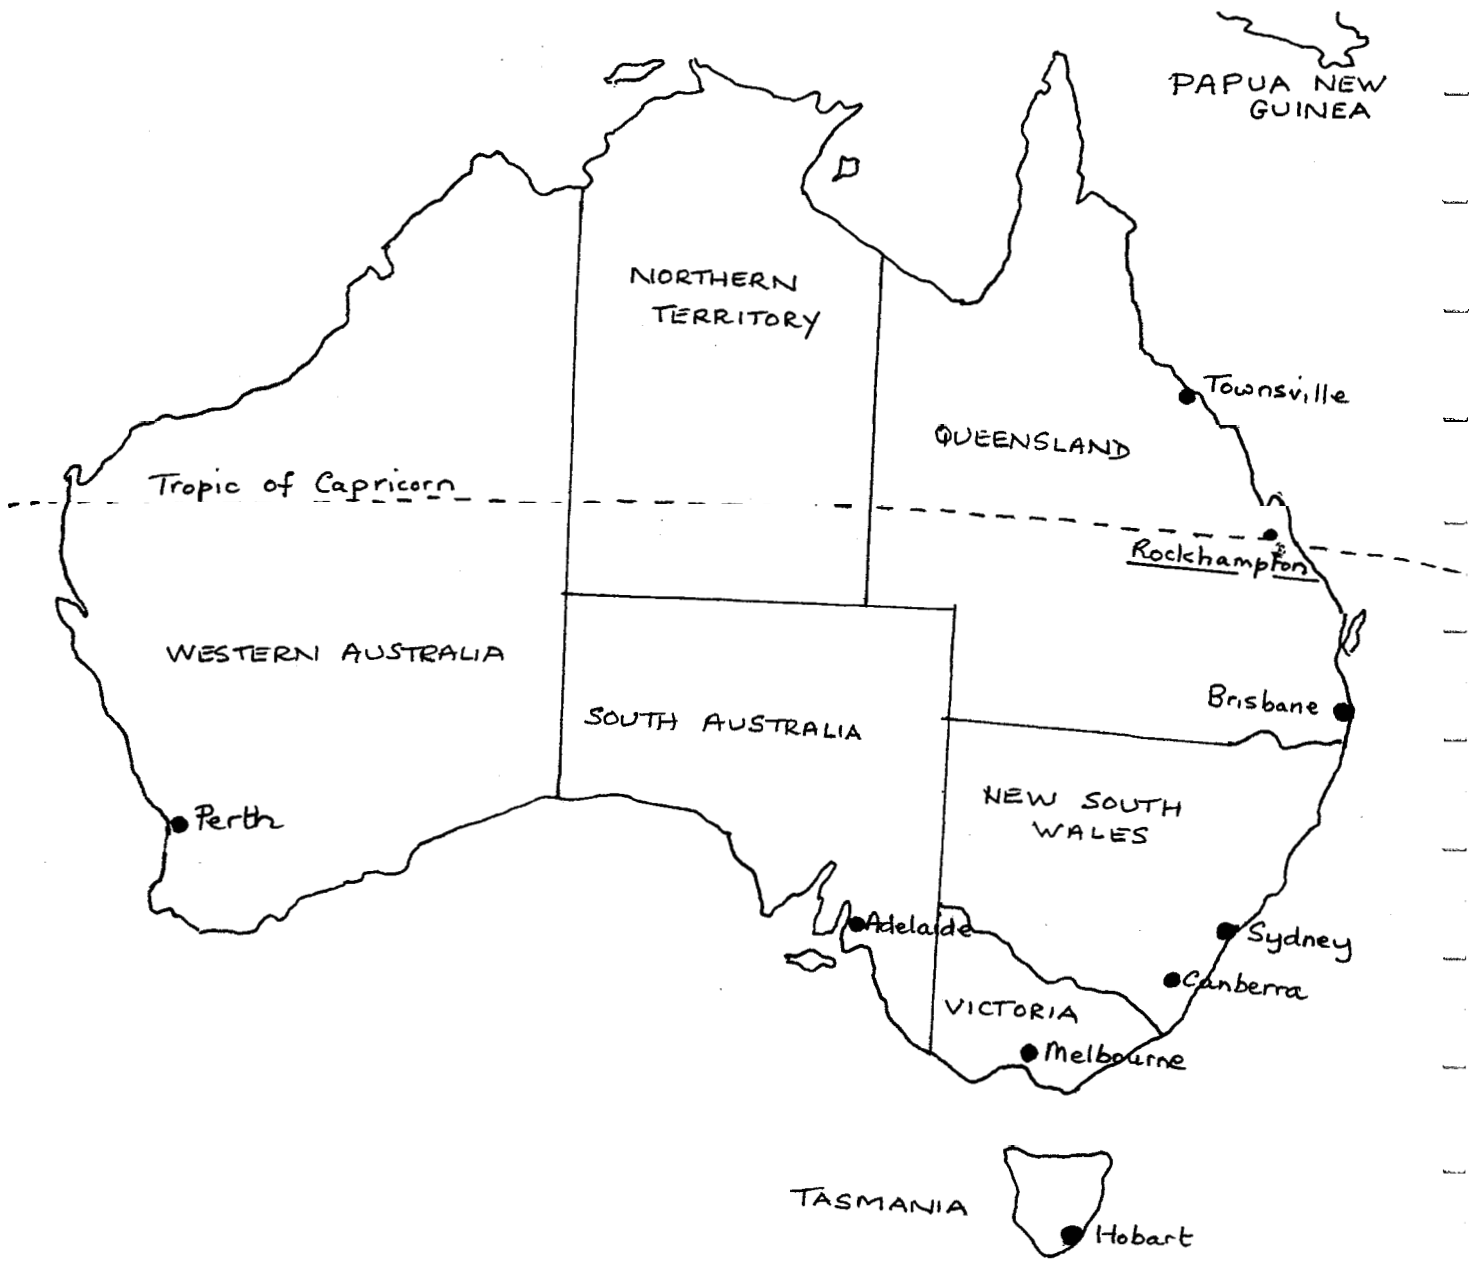 PAPUA NEW
GUINEA
NORTHERN
TERRITORY
Townsville
QUEENSLAND
Tropic of Capricorn
Rockhampton
WESTERN AUSTRALIA
Brisbane
SOUTH AUSTRALIA
NEW SOUTH
WALES
Perth
Adelaide
Sydney
Canberra
VICTORIA
Melbourne
TASMANIA
Hobart